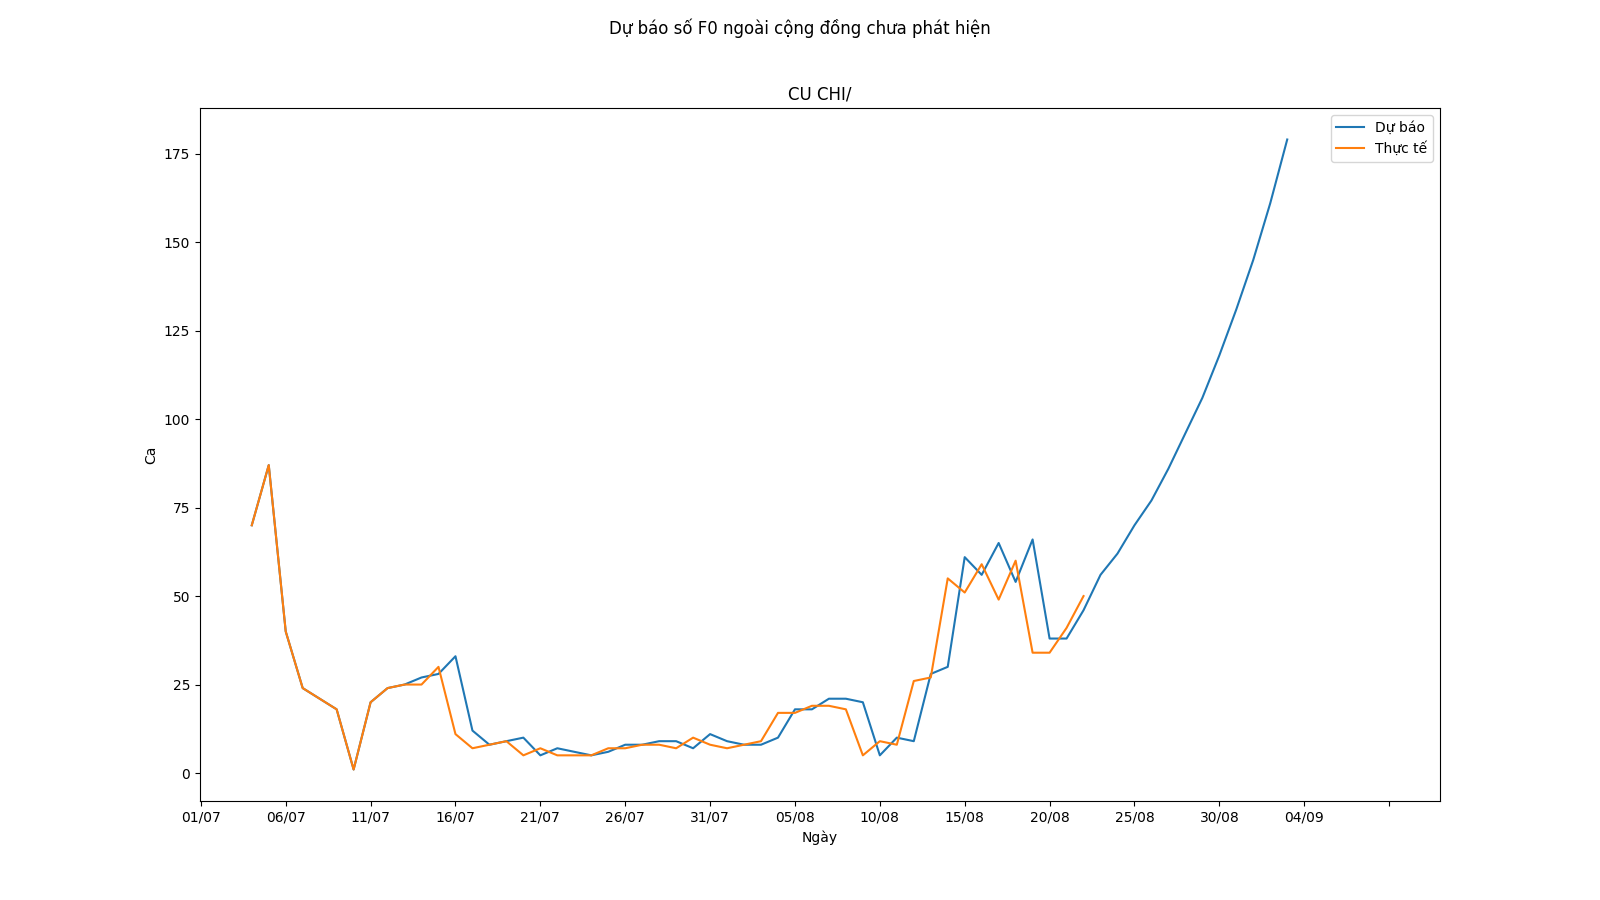 Dự báo số F0 ngoài cộng đồng chưa phát hiện
CU CHI/
Dự báo
Thực tế
175
150
125
100
75
50
25
0
Ca
01/07 06/07 11/07 16/07 21/07 26/07 31/07 05/08 10/08 15/08 20/08 25/08 30/08 04/09
Ngày